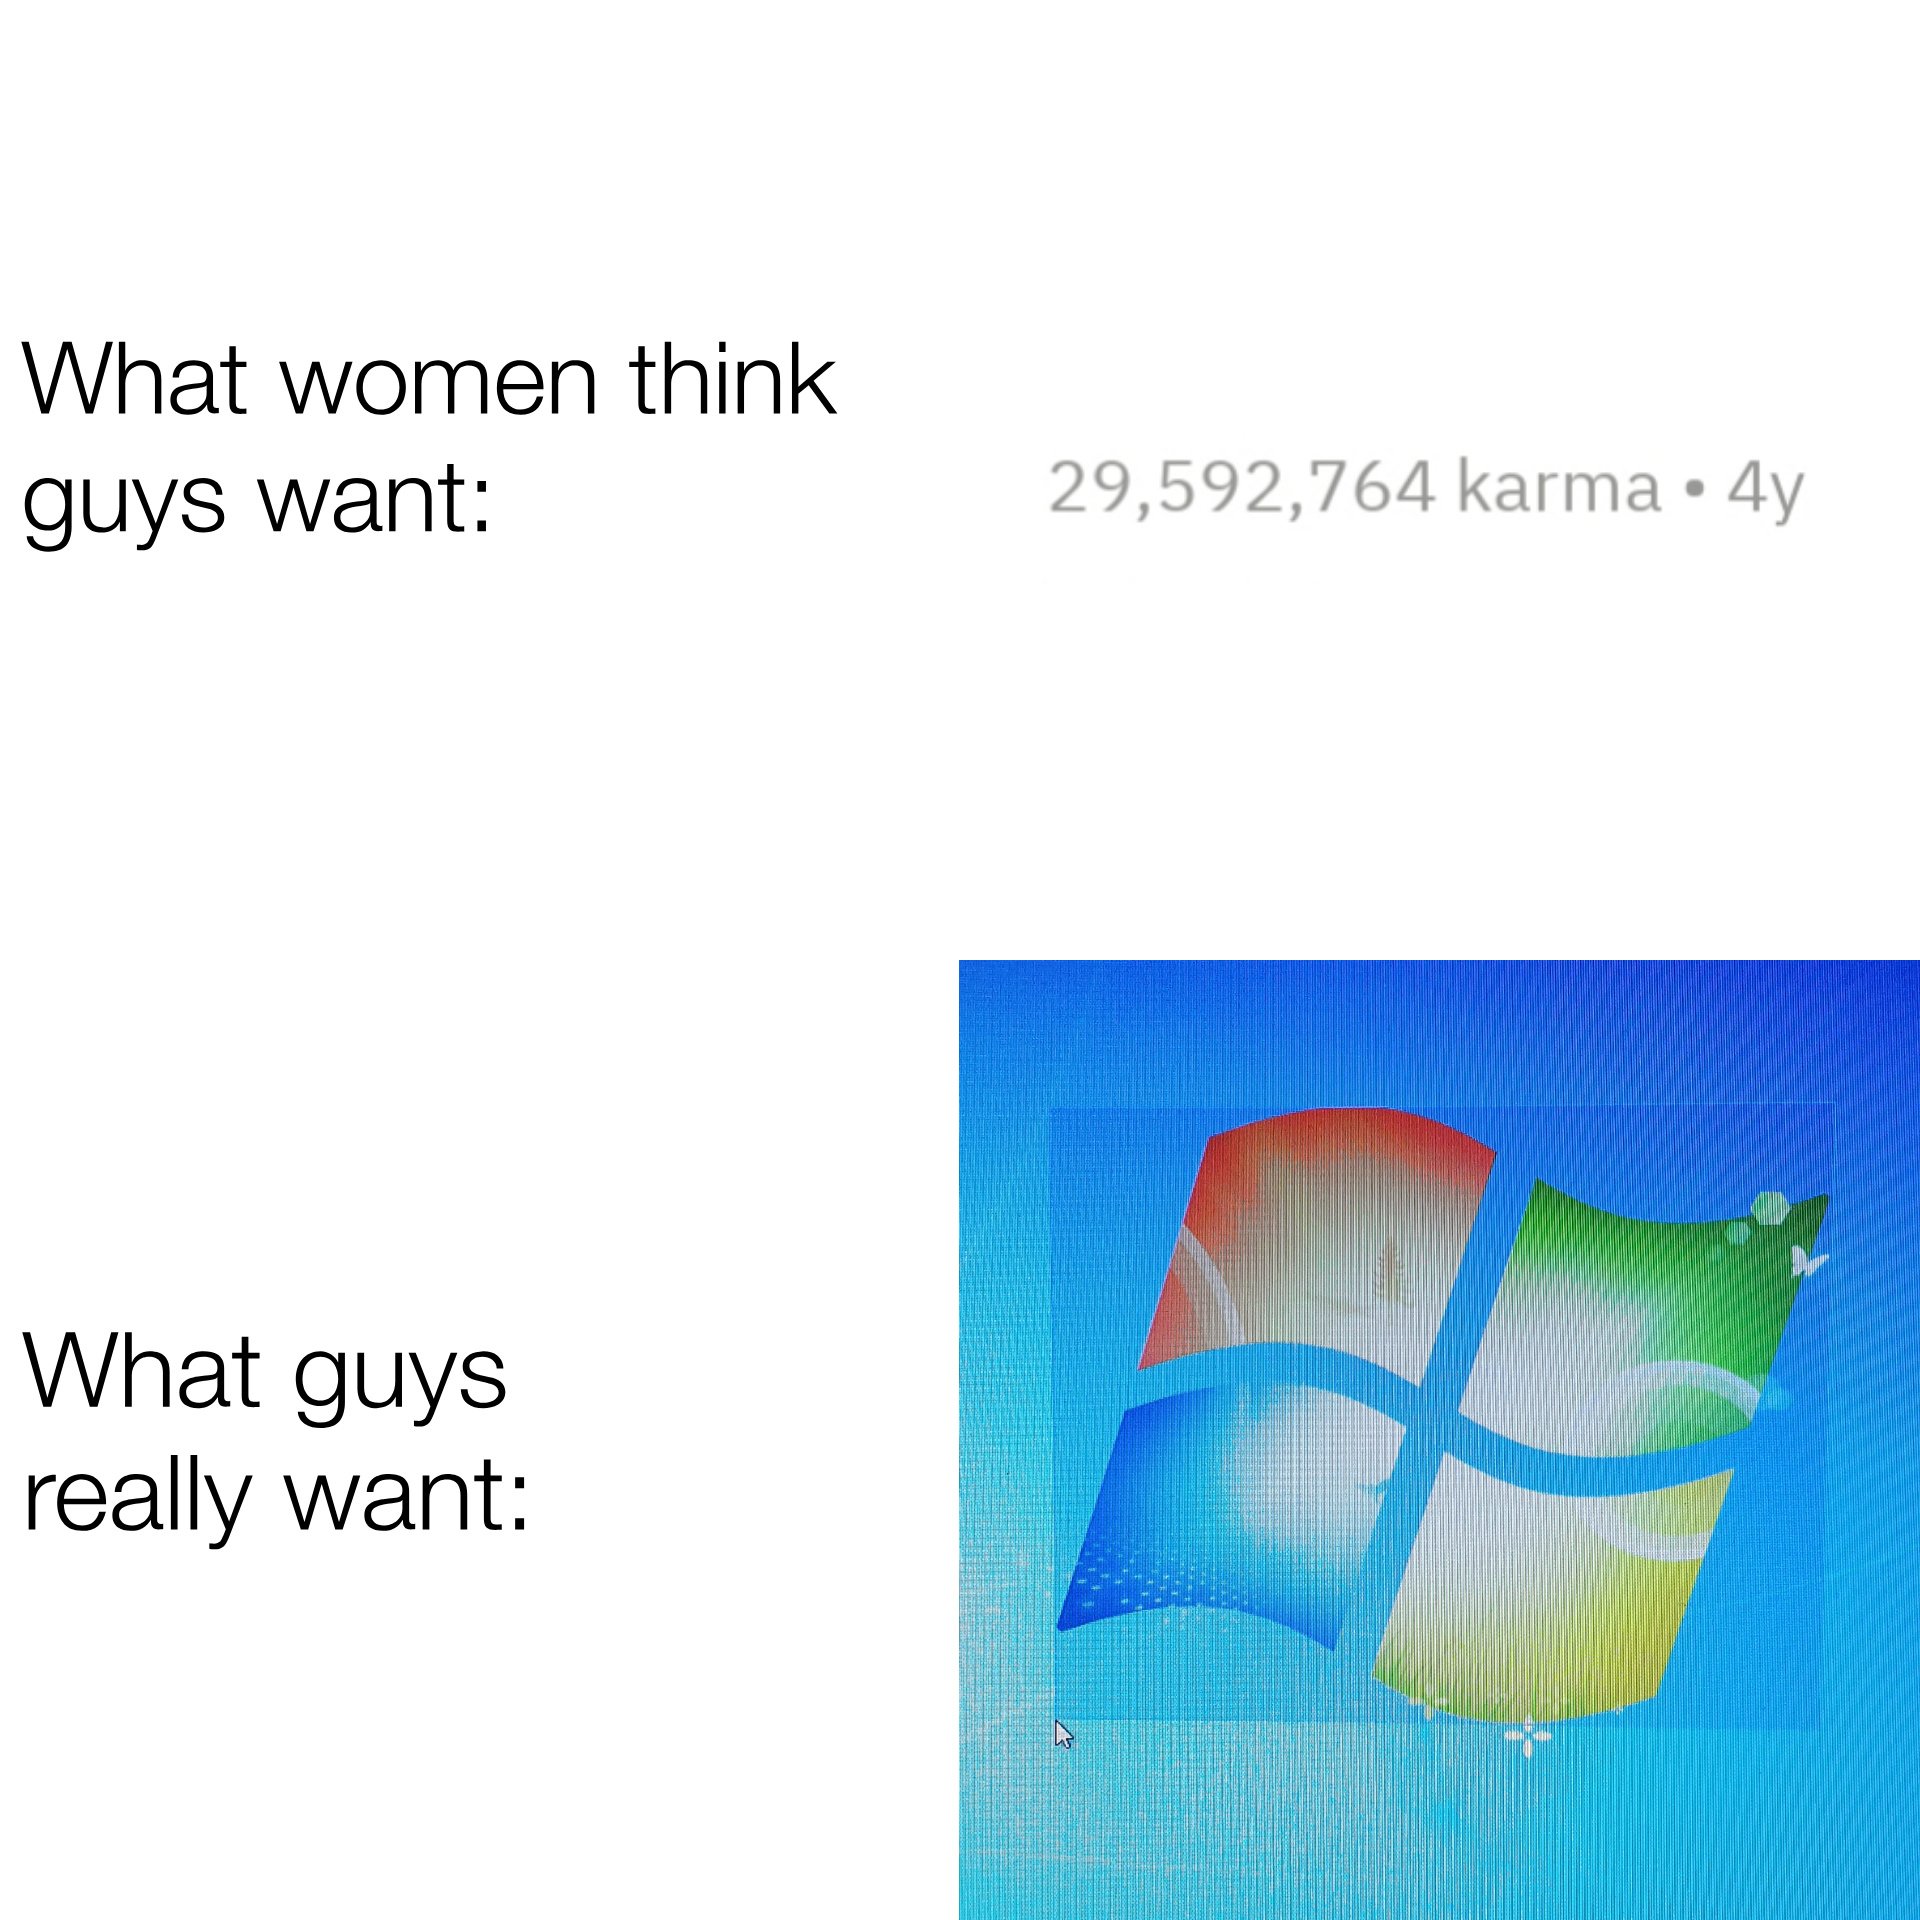 What women think
guys want:
29,592,764 karma • 4y
What guys
really want: